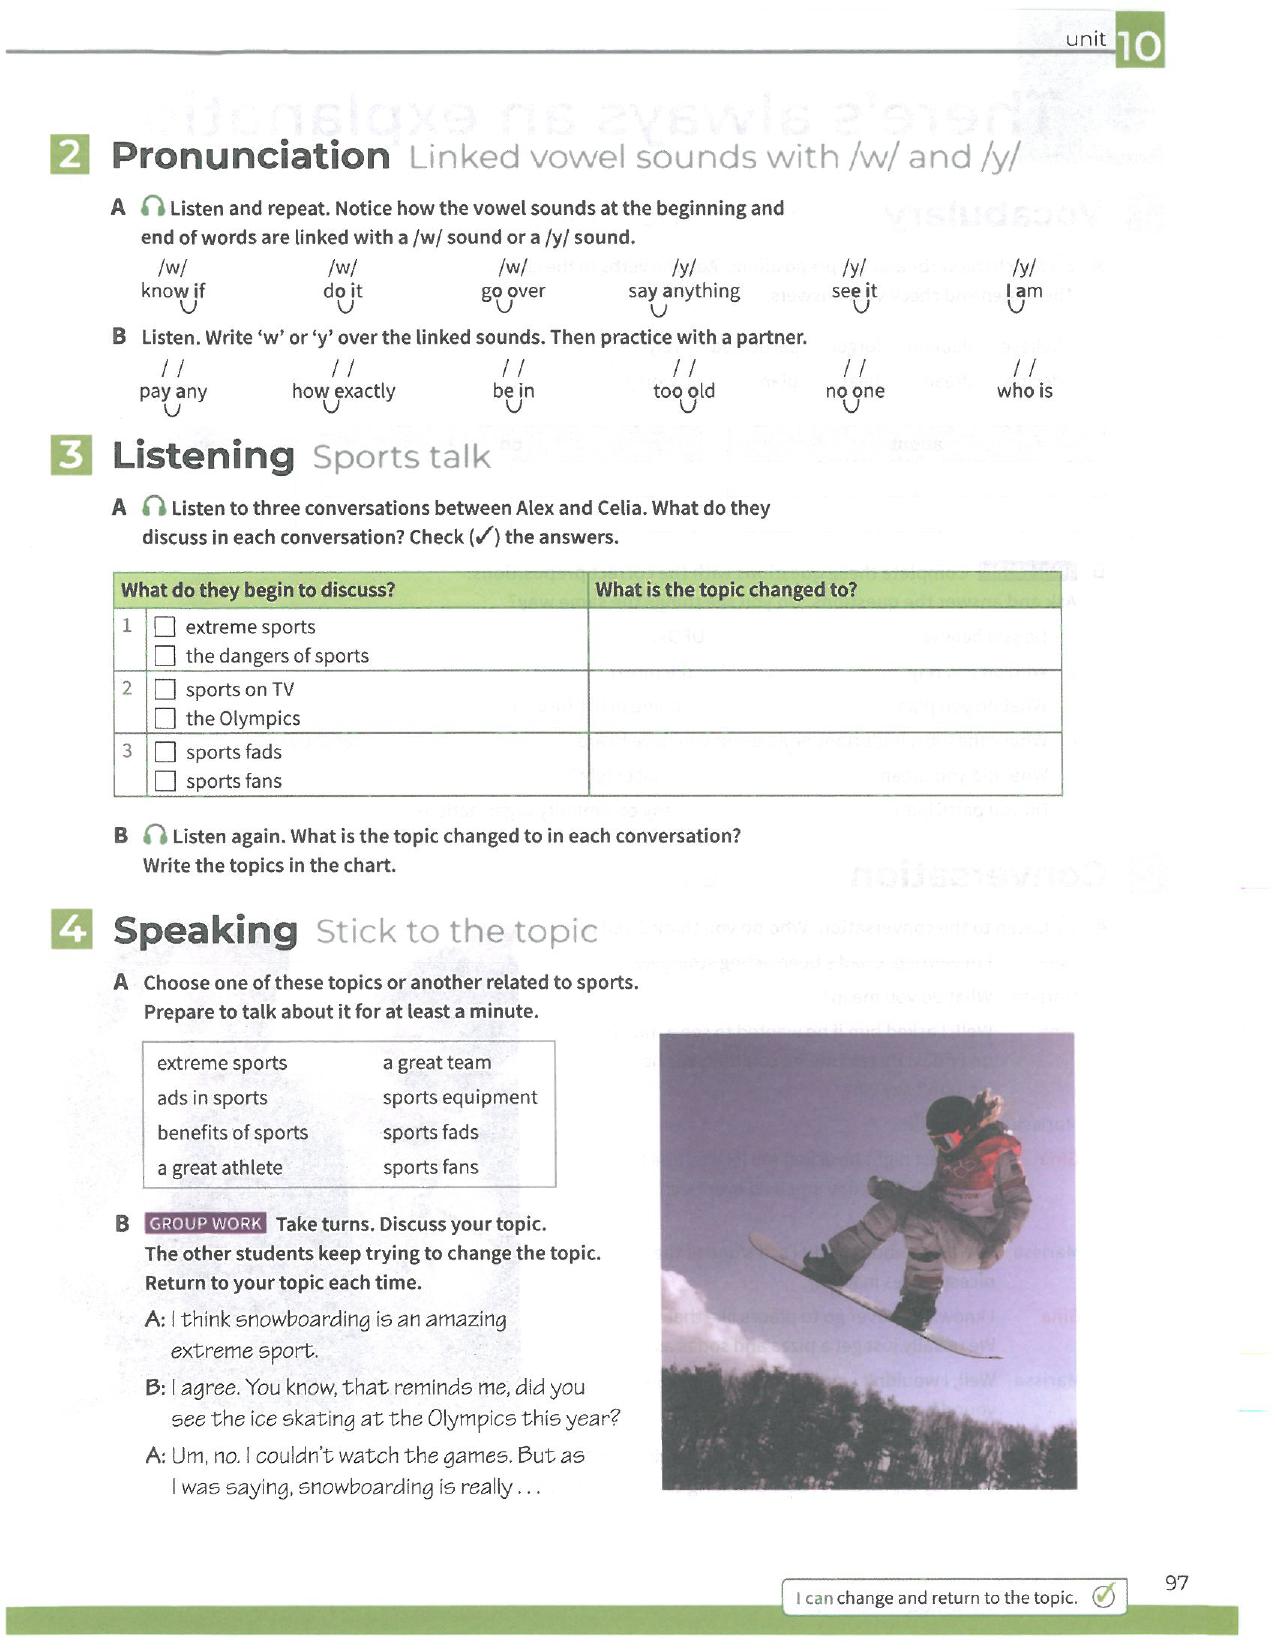 unit 10
2 Pronunciation Linked vowel sounds with /w/ and /y/
A Listen and repeat. Notice how the vowel sounds at the beginning and
end of words are linked with a /w/ sound or a /y/ sound.
/w/ /w/ /w/ /y/ /y/ /y/
know if do it go over say anything see it I am
B Listen. Write ‘w’ or ‘y’ over the linked sounds. Then practice with a partner.
/ / / / / / / / / / / /
pay any how exactly be in too old no one who is
3 Listening Sports talk
A Listen to three conversations between Alex and Celia. What do they
discuss in each conversation? Check (✓) the answers.
What do they begin to discuss? What is the topic changed to?
1 □ extreme sports
□ the dangers of sports
2 □ sports on TV
□ the Olympics
3 □ sports fads
□ sports fans
B Listen again. What is the topic changed to in each conversation?
Write the topics in the chart.
4 Speaking Stick to the topic
A Choose one of these topics or another related to sports.
Prepare to talk about it for at least a minute.
extreme sports a great team
ads in sports sports equipment
benefits of sports sports fads
a great athlete sports fans
B GROUP WORK Take turns. Discuss your topic.
The other students keep trying to change the topic.
Return to your topic each time.
A: I think snowboarding is an amazing
extreme sport.
B: I agree. You know, that reminds me, did you
see the ice skating at the Olympics this year?
A: Um, no. I couldn't watch the games. But as
I was saying, snowboarding is really . . .
I can change and return to the topic.
97